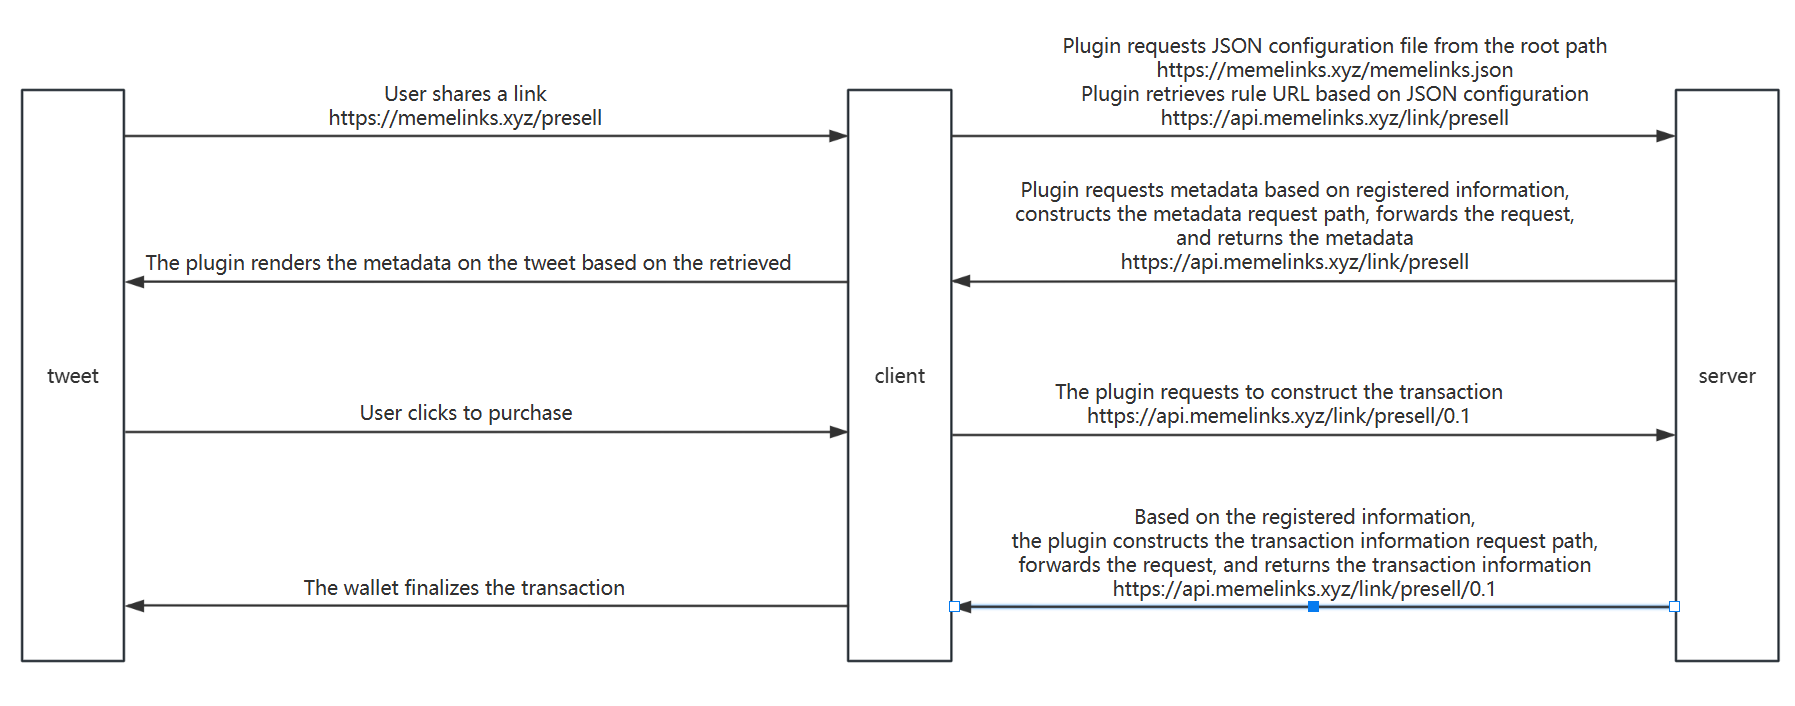 Plugin requests JSON configuration file from the root path
https://memelinks.xyz/memelinks.json
Plugin retrieves rule URL based on JSON configuration
https://api.memelinks.xyz/link/presell
User shares a link
https://memelinks.xyz/presell
Plugin requests metadata based on registered information,
constructs the metadata request path, forwards the request,
and returns the metadata
https://api.memelinks.xyz/link/presell
The plugin renders the metadata on the tweet based on the retrieved
tweet
client
server
User clicks to purchase
The plugin requests to construct the transaction
https://api.memelinks.xyz/link/presell/0.1
Based on the registered information,
the plugin constructs the transaction information request path,
forwards the request, and returns the transaction information
https://api.memelinks.xyz/link/presell/0.1
The wallet finalizes the transaction